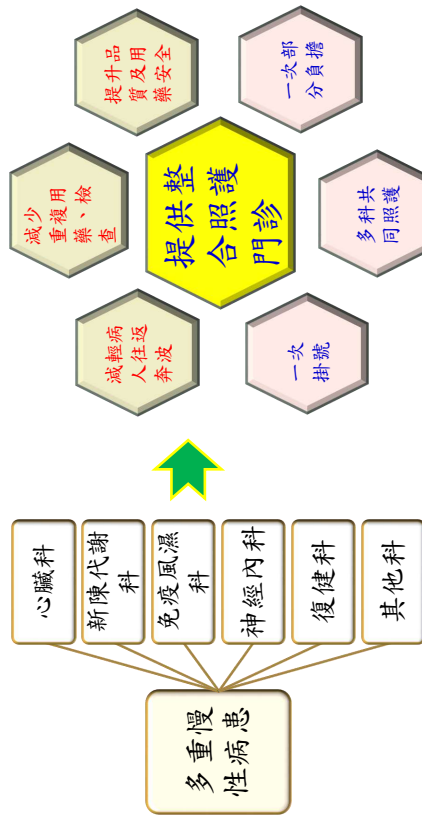 多重慢
性病患
心臟科
新陳代謝
科
免疫風濕
科
神經內科
復健科
其他科
減輕病
人往返
奔波
減少
重複用
藥、檢
查
提升品
質及用
藥安全
提供整
合照護
門診
一次
掛號
多科共
同照護
一次部
分負擔